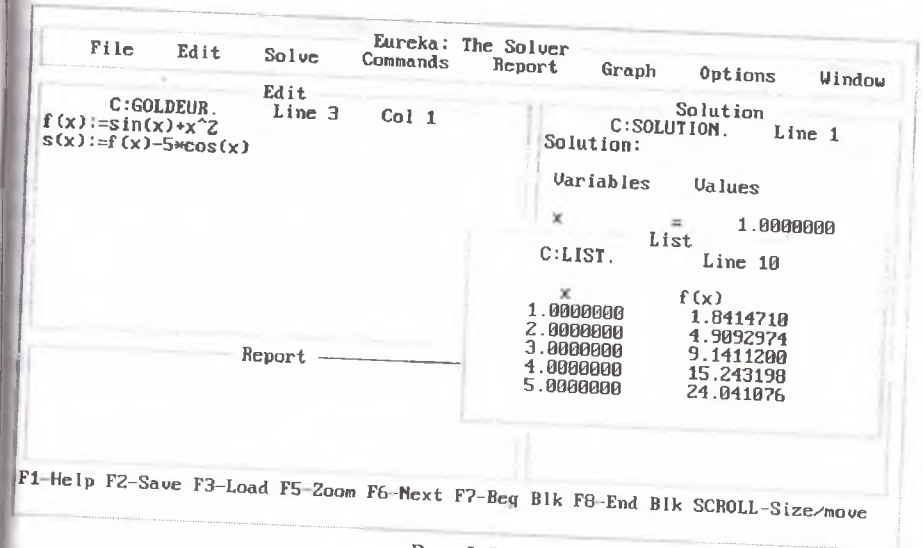 Eureka: The Solver
File Edit Solve Commands Report Graph Options Window
Edit
C:GOLDEUR. Line 3 Col 1
f(x):=sin(x)+x^2
s(x):=f(x)-5*cos(x)
Solution
C:SOLUTION. Line 1
Solution:
Variables Values
x = 1.0000000
List
C:LIST. Line 10
x f(x)
1.0000000 1.8414710
2.0000000 4.9092974
3.0000000 9.1411200
4.0000000 15.243198
5.0000000 24.041076
Report
F1-Help F2-Save F3-Load F5-Zoom F6-Next F7-Beg Blk F8-End Blk SCROLL-Size/move